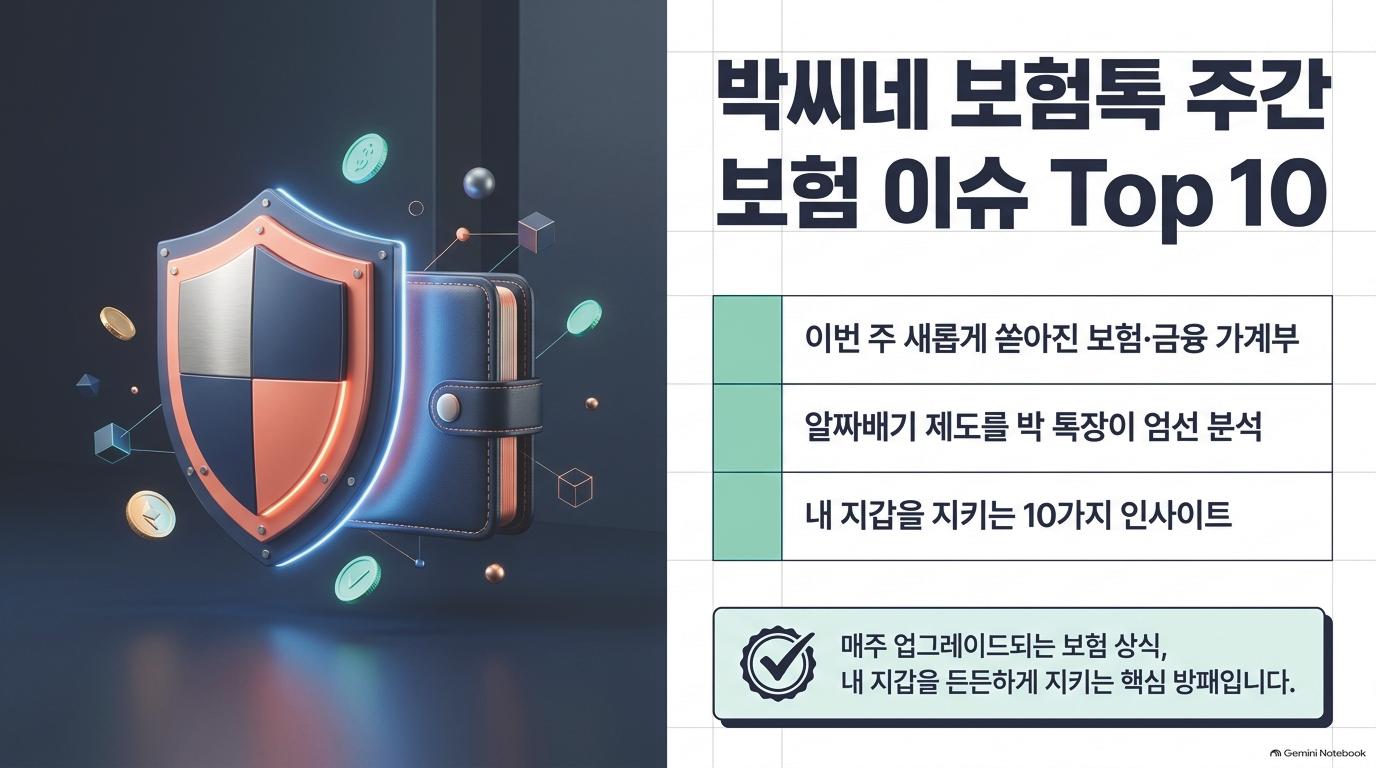 박씨네 보험톡 주간
보험 이슈 Top 10
이번 주 새롭게 쏟아진 보험·금융 가계부
알짜배기 제도를 박 톡장이 엄선 분석
내 지갑을 지키는 10가지 인사이트
매주 업그레이드되는 보험 상식,
내 지갑을 든든하게 지키는 핵심 방패입니다.
Gemini Notebook